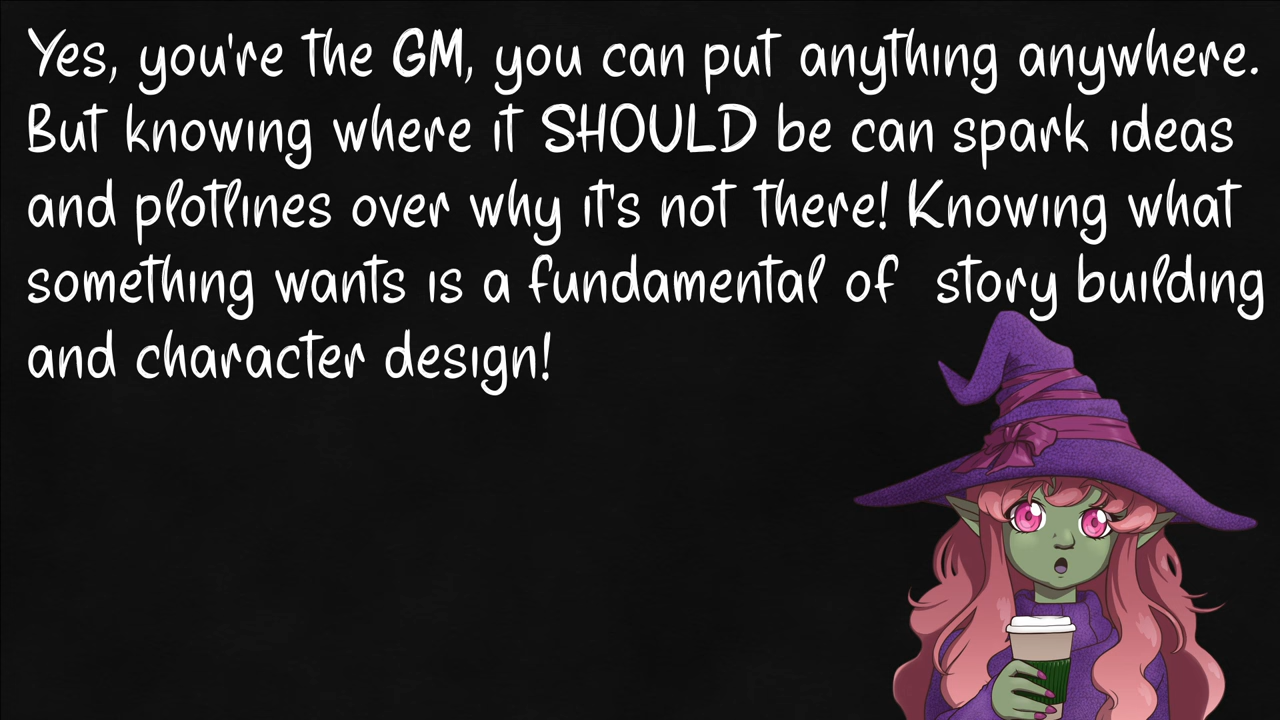 Yes, you're the GM, you can put anything anywhere.
But knowing where it SHOULD be can spark ideas
and plotlines over why it's not there! Knowing what
something wants is a fundamental of story building
and character design!